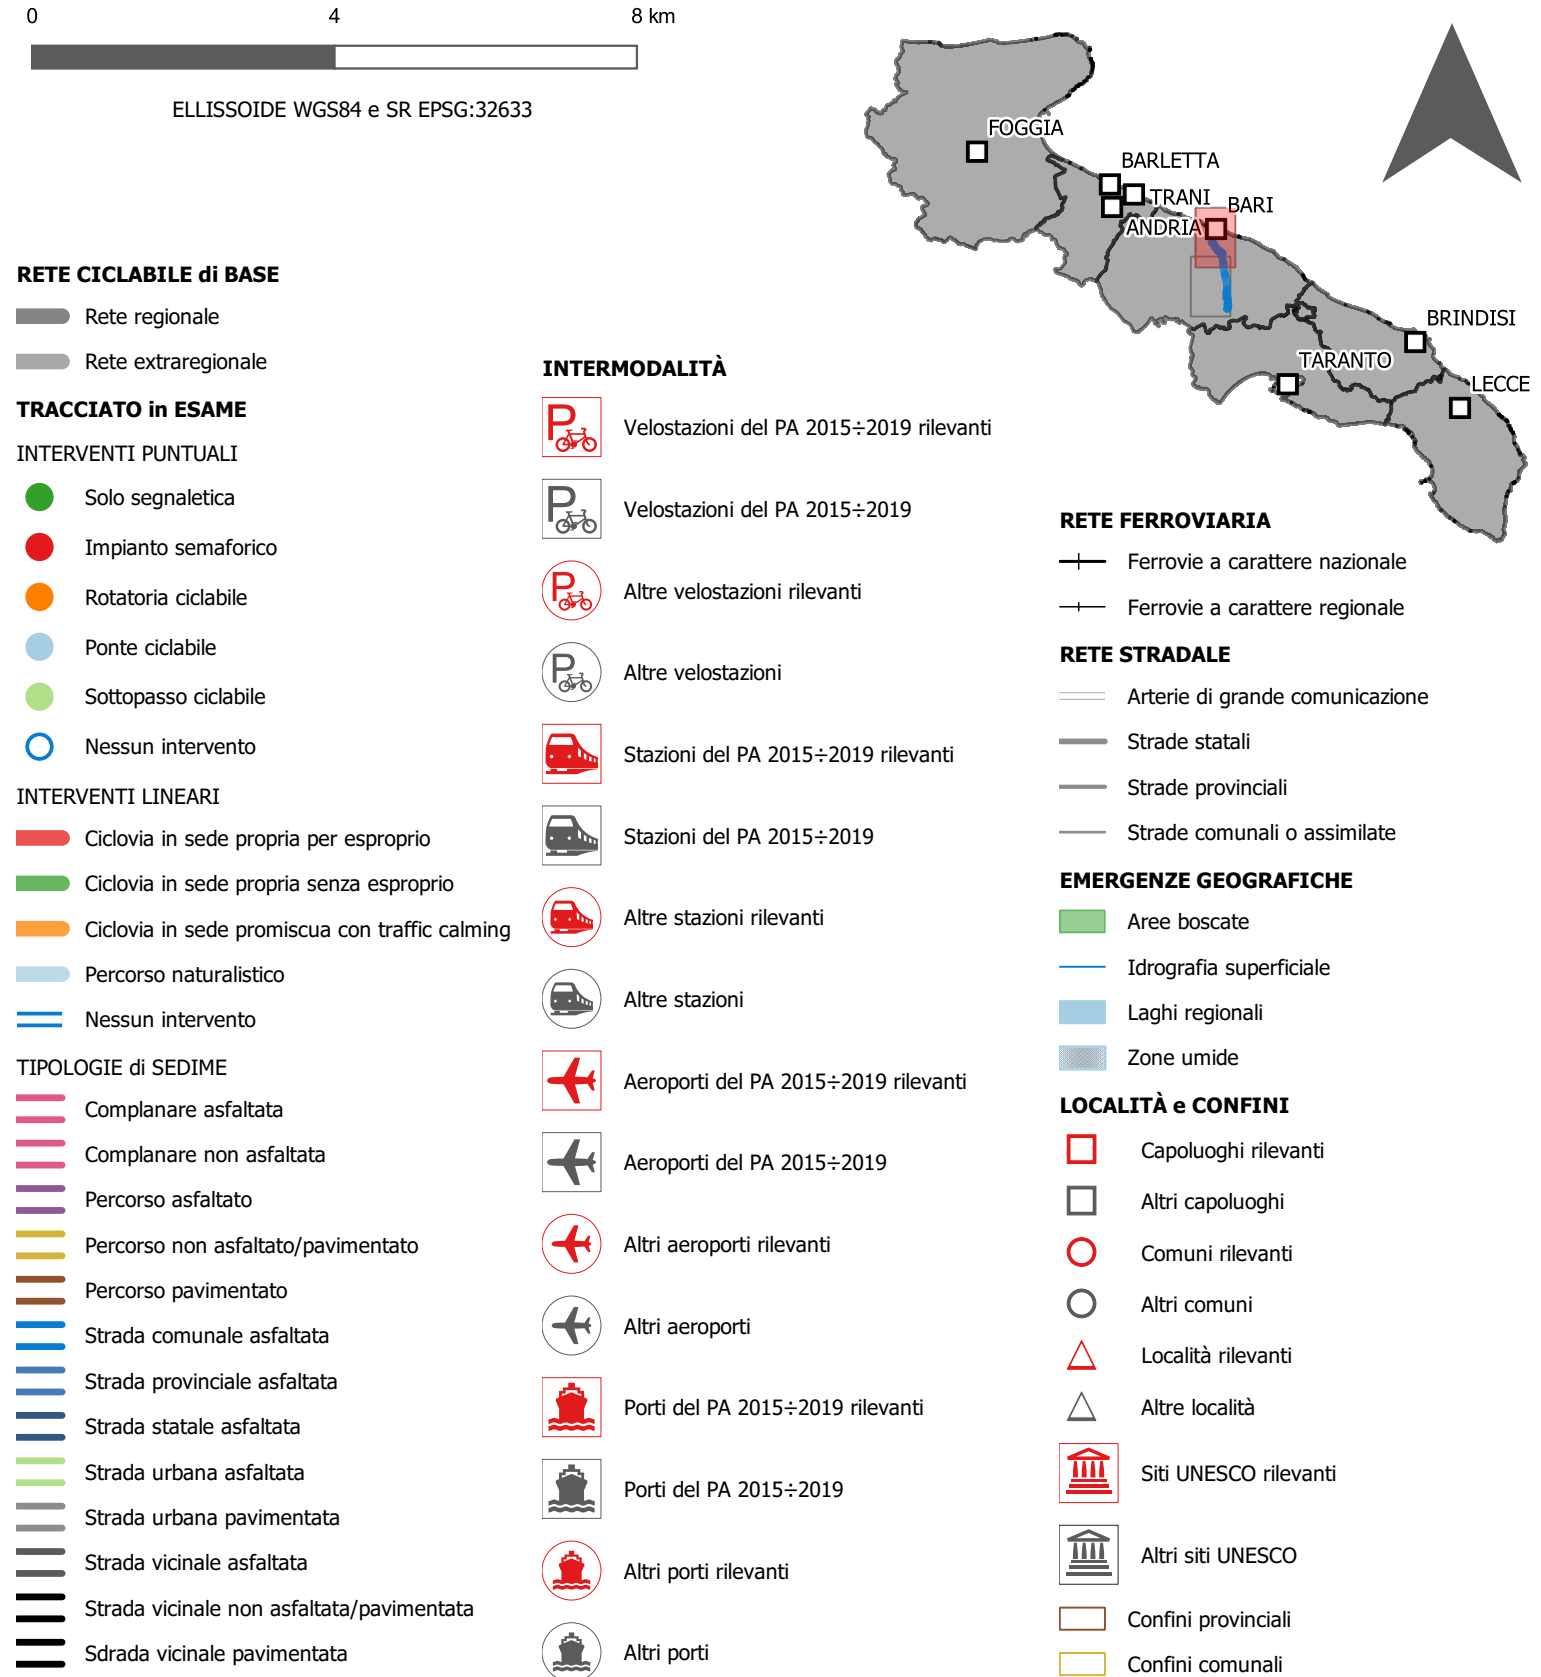 0 4 8 km
ELLISSOIDE WGS84 e SR EPSG:32633
FOGGIA
BARLETTA
TRANI
ANDRIA
BARI
BRINDISI
TARANTO
LECCE
RETE CICLABILE di BASE
Rete regionale
Rete extraregionale
TRACCIATO in ESAME
INTERVENTI PUNTUALI
Solo segnaletica
Impianto semaforico
Rotatoria ciclabile
Ponte ciclabile
Sottopasso ciclabile
Nessun intervento
INTERVENTI LINEARI
Ciclovia in sede propria per esproprio
Ciclovia in sede propria senza esproprio
Ciclovia in sede promiscua con traffic calming
Percorso naturalistico
Nessun intervento
TIPOLOGIE di SEDIME
Complanare asfaltata
Complanare non asfaltata
Percorso asfaltato
Percorso non asfaltato/pavimentato
Percorso pavimentato
Strada comunale asfaltata
Strada provinciale asfaltata
Strada statale asfaltata
Strada urbana asfaltata
Strada urbana pavimentata
Strada vicinale asfaltata
Strada vicinale non asfaltata/pavimentata
Sdrada vicinale pavimentata
INTERMODALITÀ
P
Velostazioni del PA 2015÷2019 rilevanti
P
Velostazioni del PA 2015÷2019
P
Altre velostazioni rilevanti
P
Altre velostazioni
Stazioni del PA 2015÷2019 rilevanti
Stazioni del PA 2015÷2019
Altre stazioni rilevanti
Altre stazioni
Aeroporti del PA 2015÷2019 rilevanti
Aeroporti del PA 2015÷2019
Altri aeroporti rilevanti
Altri aeroporti
Porti del PA 2015÷2019 rilevanti
Porti del PA 2015÷2019
Altri porti rilevanti
Altri porti
RETE FERROVIARIA
Ferrovie a carattere nazionale
Ferrovie a carattere regionale
RETE STRADALE
Arterie di grande comunicazione
Strade statali
Strade provinciali
Strade comunali o assimilate
EMERGENZE GEOGRAFICHE
Aree boscate
Idrografia superficiale
Laghi regionali
Zone umide
LOCALITÀ e CONFINI
Capoluoghi rilevanti
Altri capoluoghi
Comuni rilevanti
Altri comuni
Località rilevanti
Altre località
Siti UNESCO rilevanti
Altri siti UNESCO
Confini provinciali
Confini comunali